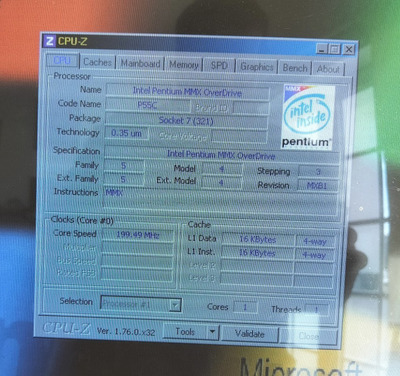 CPU-Z
CPU Caches Mainboard Memory SPD Graphics Bench About
Processor
Name Intel Pentium MMX OverDrive
Code Name P55C Brand ID
Package Socket 7 (321)
Technology 0.35 um Core Voltage
MMX
intel
inside
pentium
Specification Intel Pentium MMX OverDrive
Family 5 Model 4 Stepping 3
Ext. Family 5 Ext. Model 4 Revision MXB1
Instructions MMX
Clocks (Core #0)
Core Speed 199.49 MHz
Multiplier
Bus Speed
Rated FSB
Cache
L1 Data 16 KBytes 4-way
L1 Inst. 16 KBytes 4-way
Level 2
Level 3
Selection Processor #1 Cores 1 Threads 1
CPU-Z Ver. 1.76.0.x32 Tools Validate Close
Microsoft